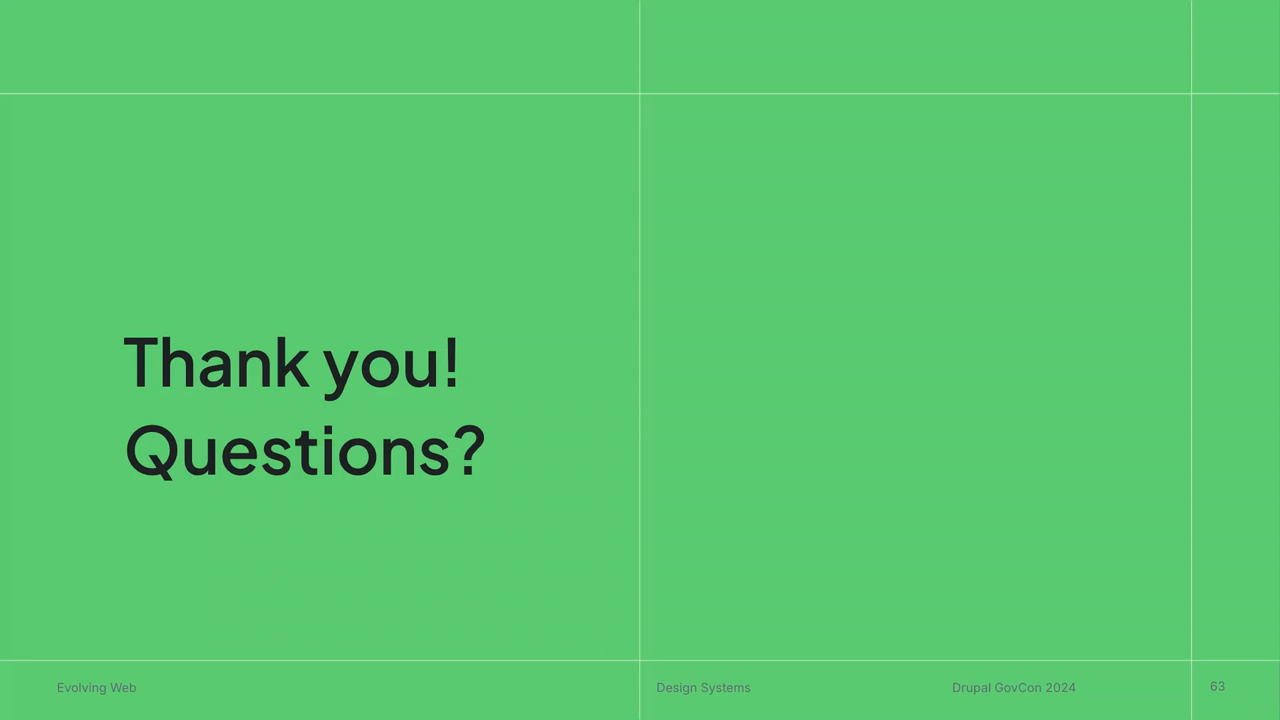 Thank you!
Questions?
Evolving Web
Design Systems
Drupal GovCon 2024
63